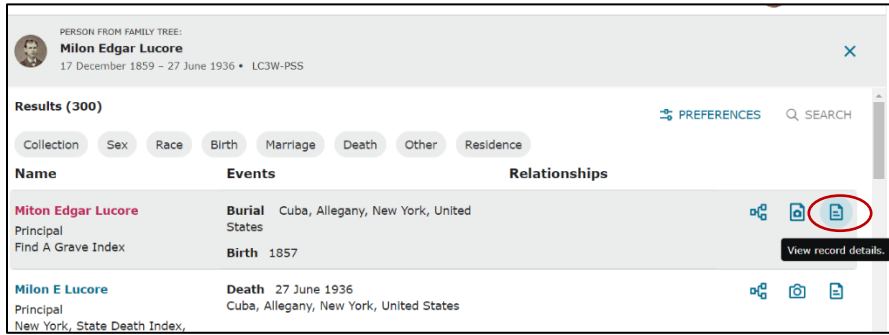 PERSON FROM FAMILY TREE:
Milon Edgar Lucore
17 December 1859 – 27 June 1936 • LC3W-PSS
Results (300)
PREFERENCES
SEARCH
Collection
Sex
Race
Birth
Marriage
Death
Other
Residence
Name
Events
Relationships
Miton Edgar Lucore
Principal
Find A Grave Index
Burial Cuba, Allegany, New York, United
States
Birth 1857
View record details.
Milon E Lucore
Principal
New York, State Death Index,
Death 27 June 1936
Cuba, Allegany, New York, United States